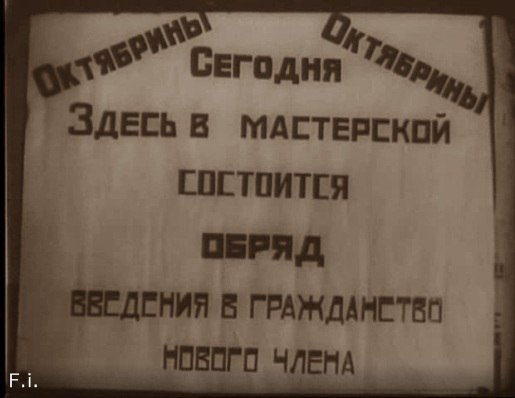 Октябрины Октябрины
Сегодня
Здесь в мастерской
состоится
обряд
введения в гражданство
нового члена
F.i.